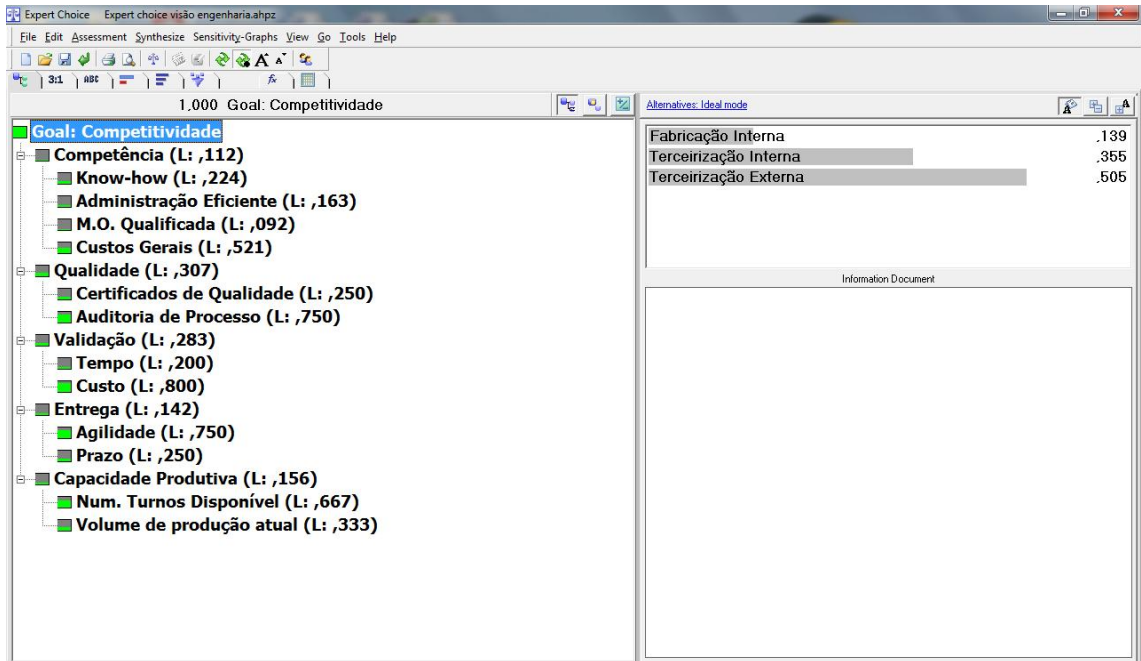 Expert Choice Expert choice visão engenharia.ahpz
File Edit Assessment Synthesize Sensitivity-Graphs View Go Tools Help
3:1 ABC fx
1,000 Goal: Competitividade
Goal: Competitividade
Competência (L: ,112)
Know-how (L: ,224)
Administração Eficiente (L: ,163)
M.O. Qualificada (L: ,092)
Custos Gerais (L: ,521)
Qualidade (L: ,307)
Certificados de Qualidade (L: ,250)
Auditoria de Processo (L: ,750)
Validação (L: ,283)
Tempo (L: ,200)
Custo (L: ,800)
Entrega (L: ,142)
Agilidade (L: ,750)
Prazo (L: ,250)
Capacidade Produtiva (L: ,156)
Num. Turnos Disponível (L: ,667)
Volume de produção atual (L: ,333)
Alternatives: Ideal mode
Fabricação Interna ,139
Terceirização Interna ,355
Terceirização Externa ,505
Information Document